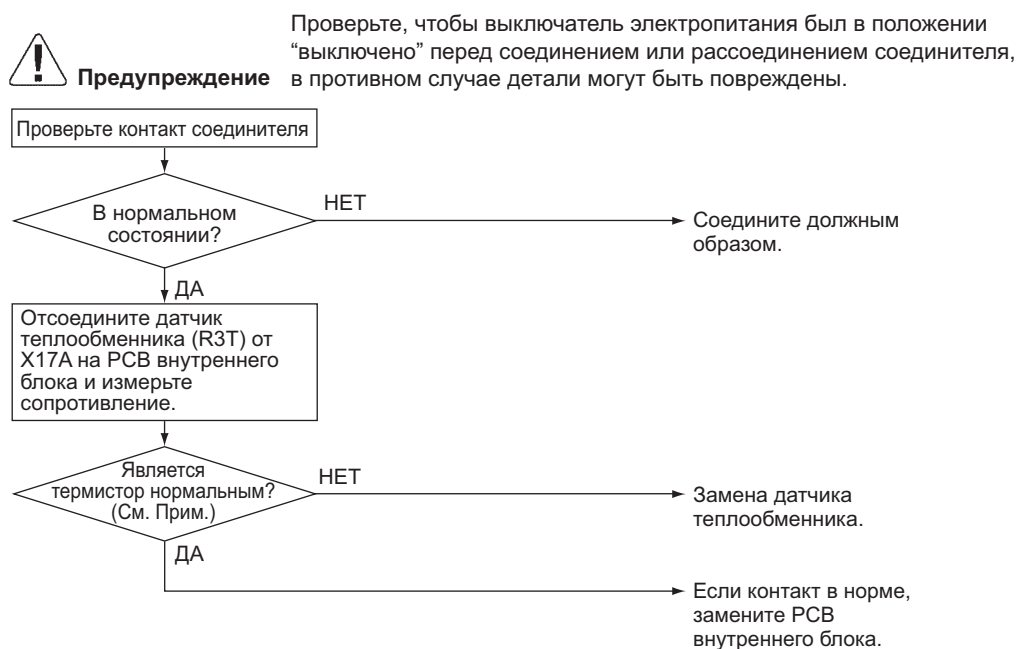 Проверьте, чтобы выключатель электропитания был в положении
“выключено” перед соединением или рассоединением соединителя,
Предупреждение в противном случае детали могут быть повреждены.
Проверьте контакт соединителя
В нормальном
состоянии?
НЕТ
Соедините должным
образом.
ДА
Отсоедините датчик
теплообменника (R3T) от
X17A на PCB внутреннего
блока и измерьте
сопротивление.
Является
термистор нормальным?
(См. Прим.)
НЕТ
Замена датчика
теплообменника.
ДА
Если контакт в норме,
замените PCB
внутреннего блока.